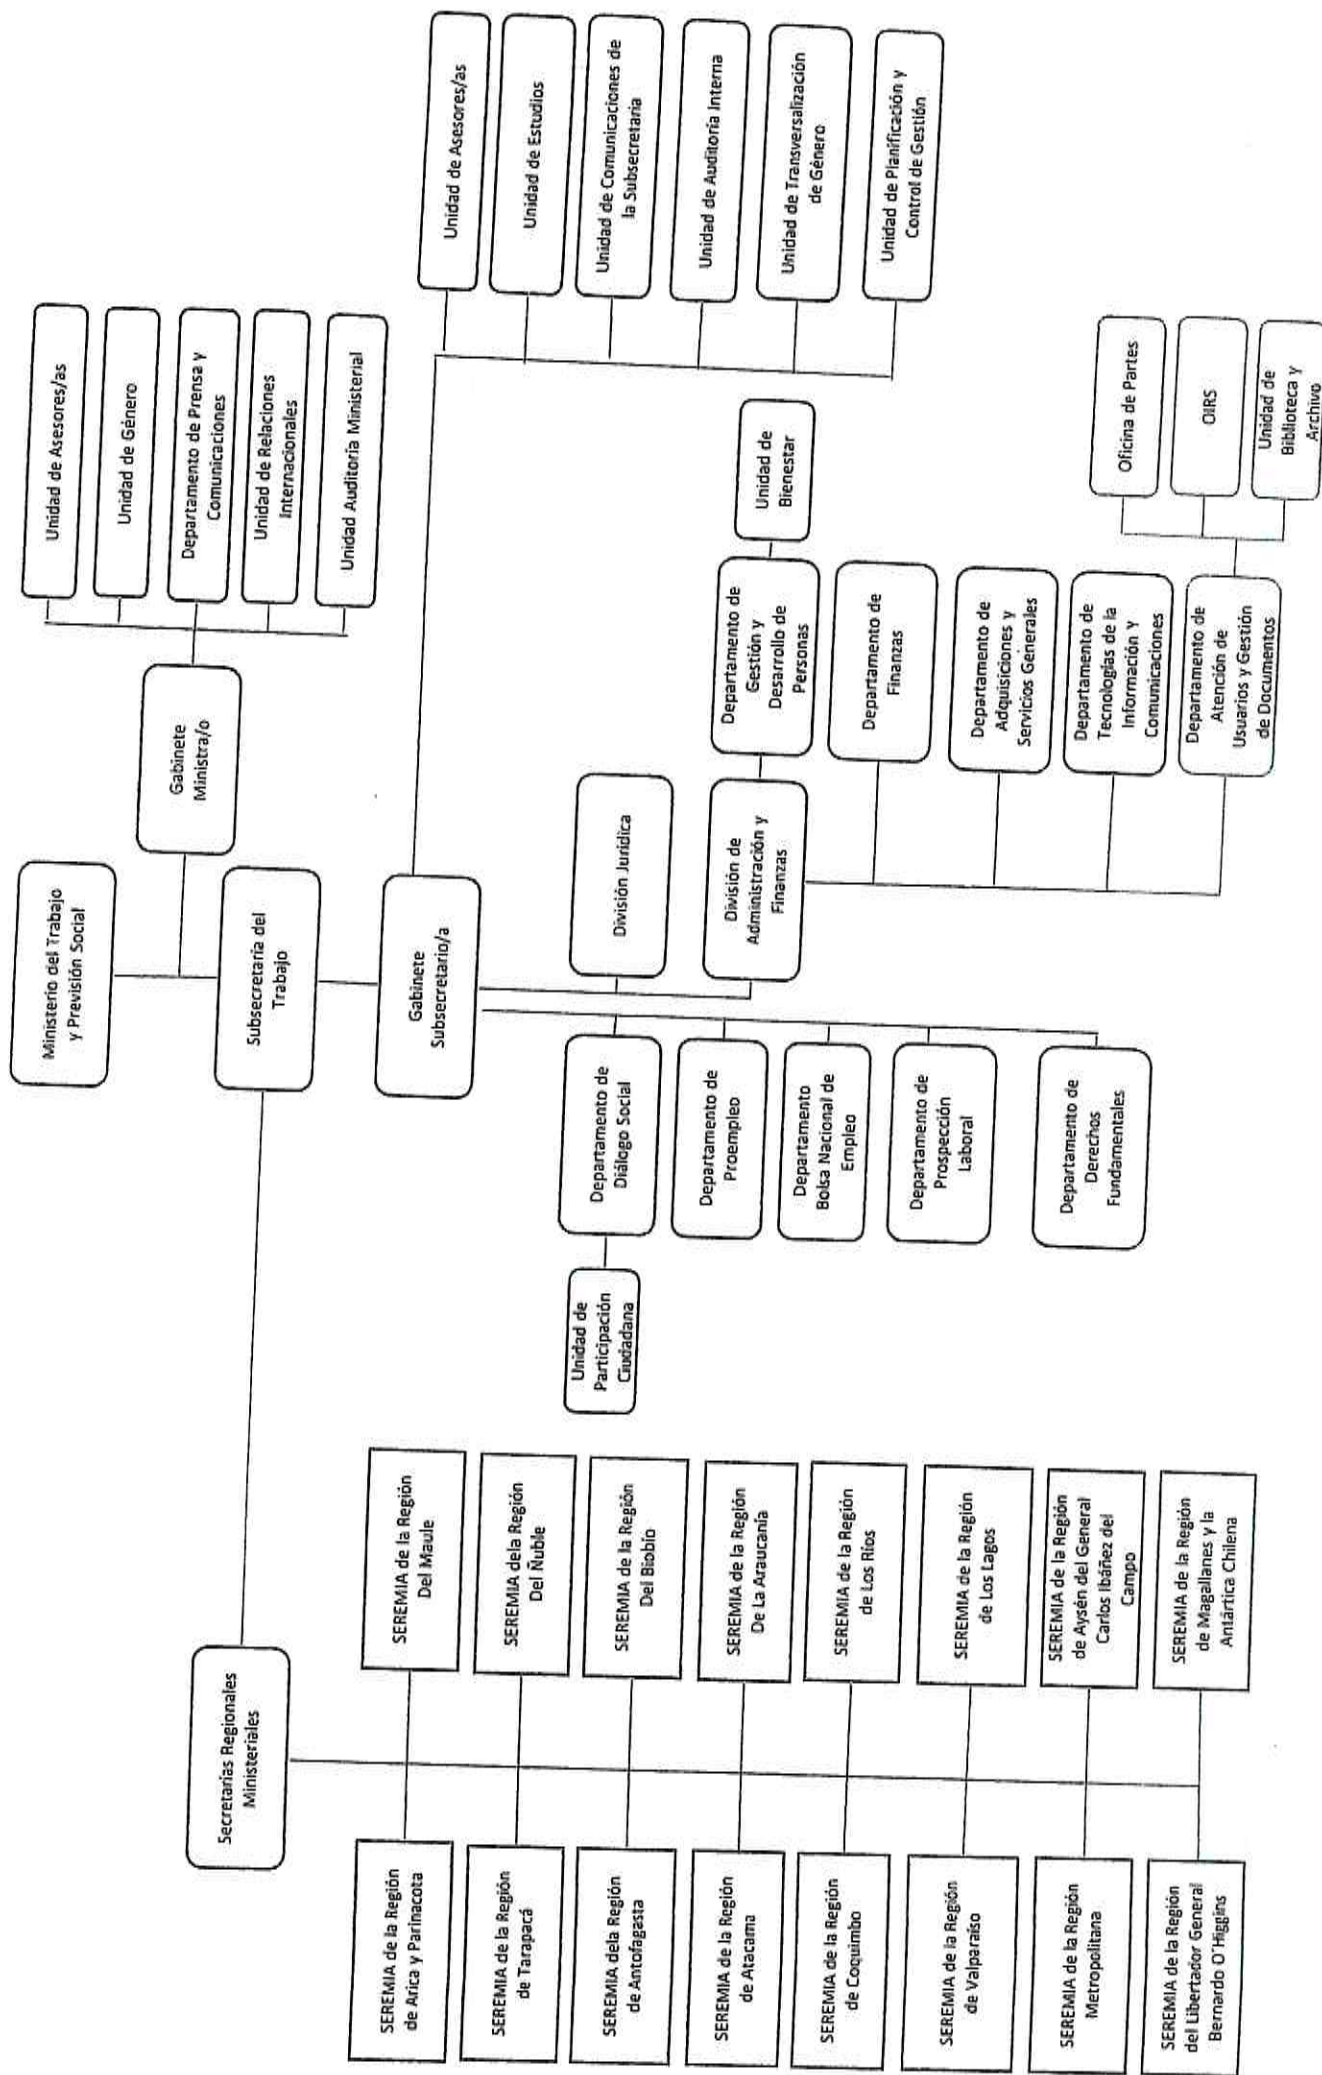 Ministerio del Trabajo
y Previsión Social
Gabinete
Ministra/o
Unidad de Asesores/as
Unidad de Género
Departamento de Prensa y
Comunicaciones
Unidad de Relaciones
Internacionales
Unidad Auditoria Ministerial
Subsecretaría del
Trabajo
Gabinete
Subsecretario/a
Unidad de Asesores/as
Unidad de Estudios
Unidad de Comunicaciones de
la Subsecretaria
Unidad de Auditoria Interna
Unidad de Transversalización
de Género
Unidad de Planificación y
Control de Gestión
División Jurídica
División de
Administración y
Finanzas
Departamento de
Gestión y
Desarrollo de
Personas
Unidad de
Bienestar
Departamento de
Finanzas
Departamento de
Adquisiciones y
Servicios Generales
Departamento de
Tecnologías de la
Información Y
Comunicaciones
Departamento de
Atención de
Usuarios y Gestión
de Documentos
Oficina de Partes
OIRS
Unidad de
Biblioteca y
Archivo
Departamento de
Diálogo Social
Unidad de
Participación
Ciudadana
Departamento de
Proempleo
Departamento
Bolsa Nacional de
Empleo
Departamento de
Prospección
Laboral
Departamento de
Derechos
Fundamentales
Secretarias Regionales
Ministeriales
SEREMIA de la Región
de Arica y Parinacota
SEREMIA de la Región
de Tarapacá
SEREMIA dela Región
de Antofagasta
SEREMIA de la Región
de Atacama
SEREMIA de la Región
de Coquimbo
SEREMIA de la Región
de Valparaíso
SEREMIA de la Región
Metropolitana
SEREMIA de la Región
del Libertador General
Bernardo O'Higgins
SEREMIA de la Región
Del Maule
SEREMIA dela Región
Del Ñuble
SEREMIA de la Región
Del Biobío
SEREMIA de la Región
De La Araucanía
SEREMIA de la Región
de Los Ríos
SEREMIA de la Región
de Los Lagos
SEREMIA de la Región
de Aysén del General
Carlos Ibáñez del
Campo
SEREMIA de la Región
de Magallanes y la
Antártica Chilena